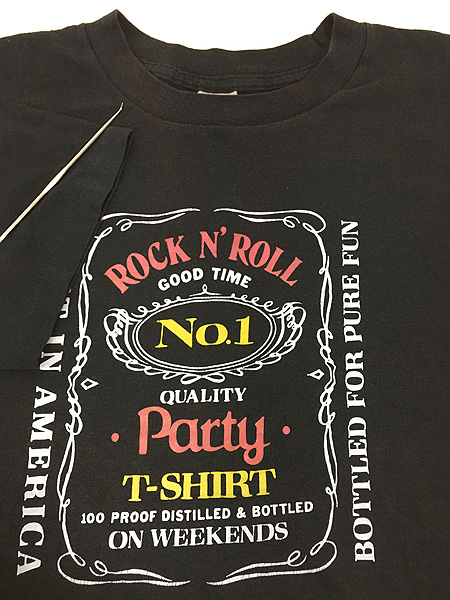 ROCK N' ROLL
GOOD TIME
No.1
QUALITY
· Party ·
T-SHIRT
100 PROOF DISTILLED & BOTTLED
ON WEEKENDS
IN AMERICA
BOTTLED FOR PURE FUN